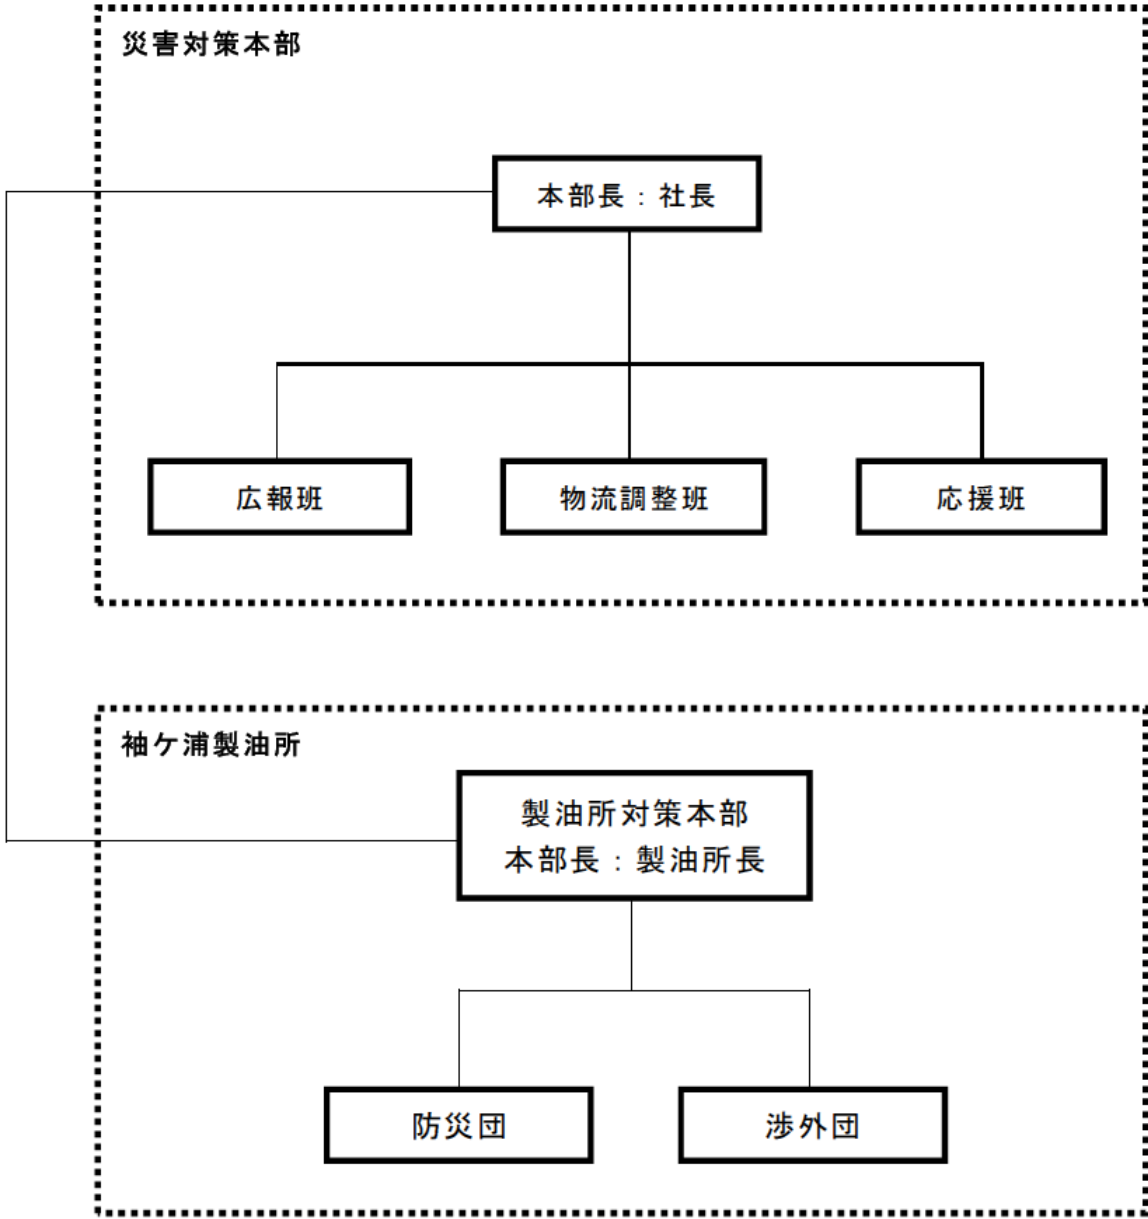 災害対策本部
本部長：社長
広報班
物流調整班
応援班
袖ケ浦製油所
製油所対策本部
本部長：製油所長
防災団
渉外団